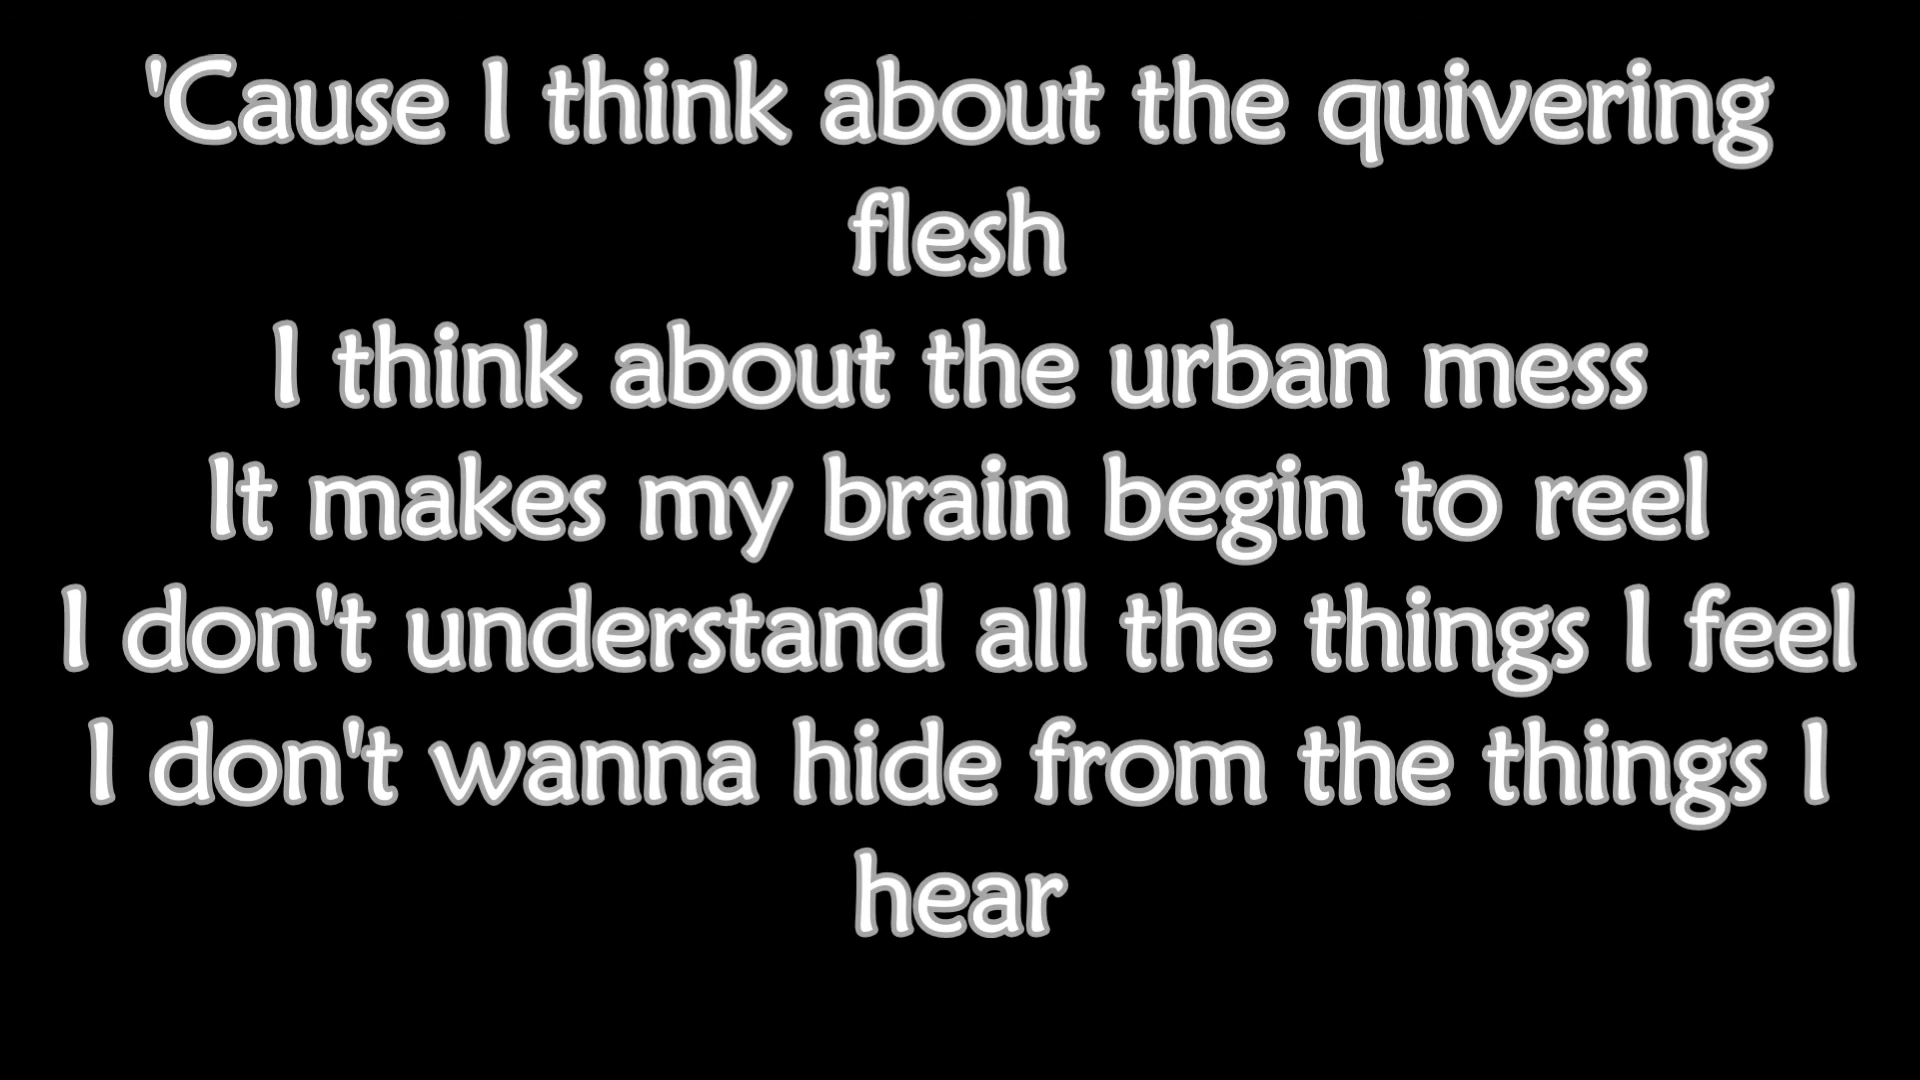 'Cause I think about the quivering
flesh
I think about the urban mess
It makes my brain begin to reel
I don't understand all the things I feel
I don't wanna hide from the things I
hear